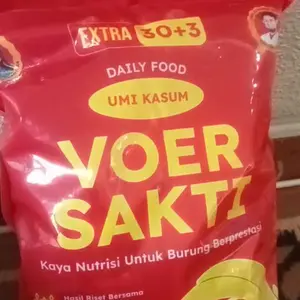 EXTRA 30+3
DAILY FOOD
UMI KASUM
VOER
SAKTI
Kaya Nutrisi Untuk Burung Berprestasi
Hasil Riset Bersama